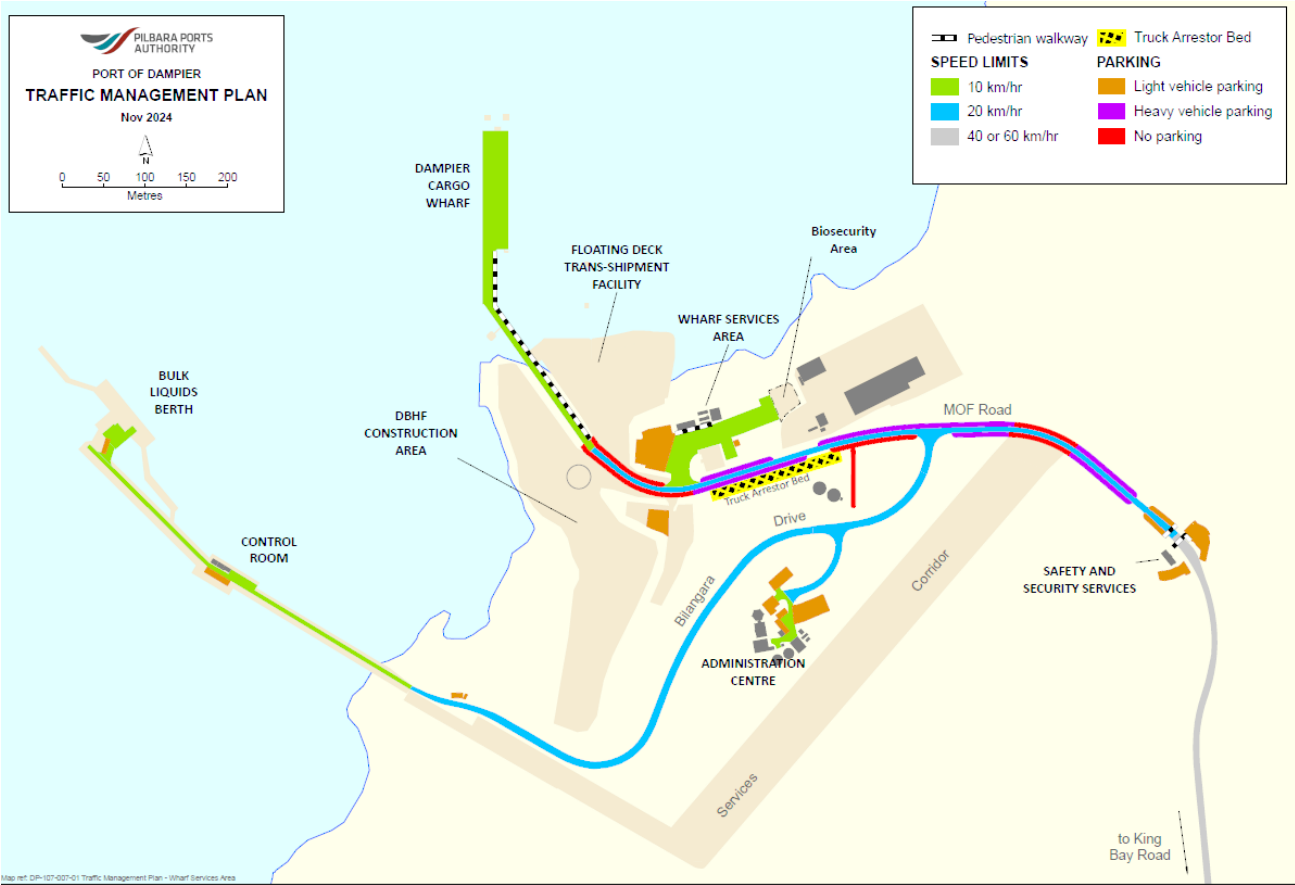 PILBARA PORTS
AUTHORITY
PORT OF DAMPIER
TRAFFIC MANAGEMENT PLAN
Nov 2024
N
0 50 100 150 200
Metres
Pedestrian walkway
Truck Arrestor Bed
SPEED LIMITS
PARKING
10 km/hr
Light vehicle parking
20 km/hr
Heavy vehicle parking
40 or 60 km/hr
No parking
DAMPIER
CARGO
WHARF
FLOATING DECK
TRANS-SHIPMENT
FACILITY
Biosecurity
Area
WHARF SERVICES
AREA
BULK
LIQUIDS
BERTH
DBHF
CONSTRUCTION
AREA
MOF Road
Truck Arrestor Bed
Drive
Bilangara
CONTROL
ROOM
Corridor
SAFETY AND
SECURITY SERVICES
ADMINISTRATION
CENTRE
Services
to King
Bay Road
Map ref: DP-107-007-01 Traffic Management Plan - Wharf Services Area